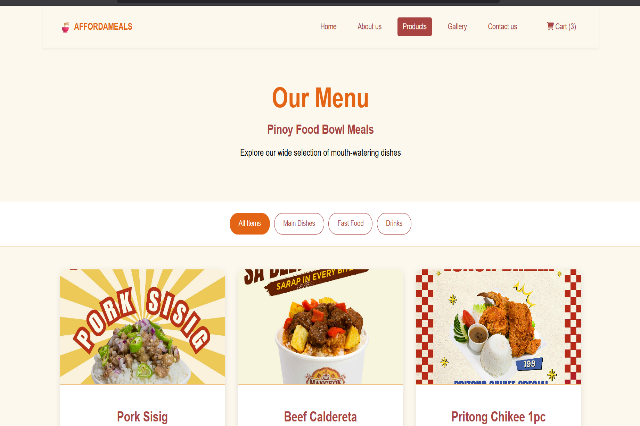 AFFORDAMEALS
Home About us Products Gallery Contact us Cart (3)
Our Menu
Pinoy Food Bowl Meals
Explore our wide selection of mouth-watering dishes
All Items Main Dishes Fast Food Drinks
PORK SISIG
SARAP IN EVERY
198
Pork Sisig Beef Caldereta Pritong Chikee 1pc